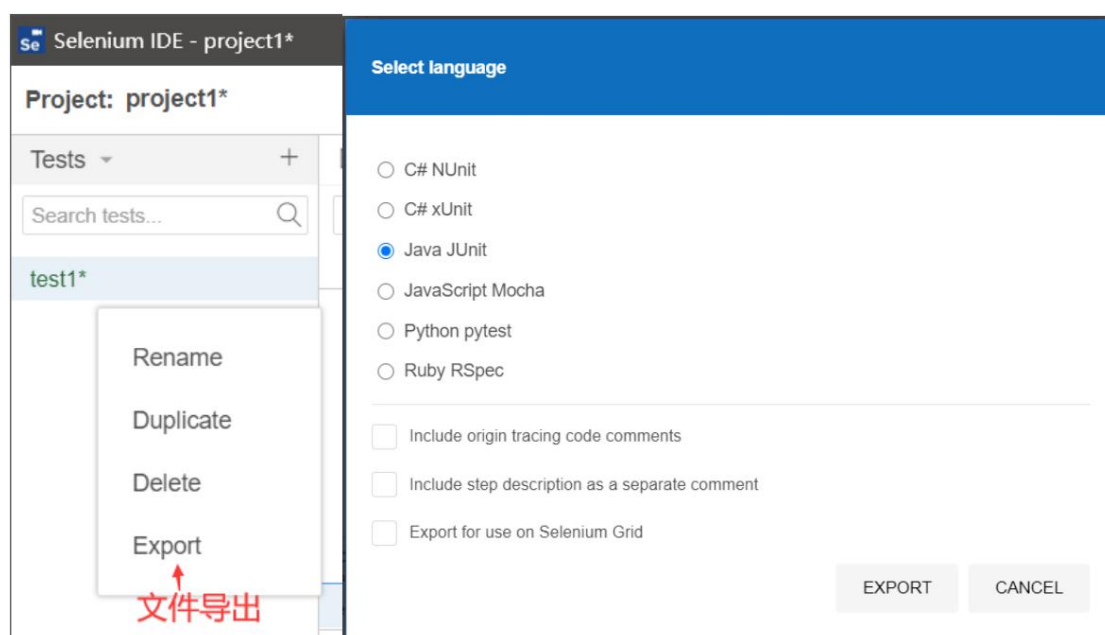 Se Selenium IDE - project1*
Project: project1*
Tests
+
Search tests...
test1*
Rename
Duplicate
Delete
Export
文件导出
Select language
C# NUnit
C# xUnit
Java JUnit
JavaScript Mocha
Python pytest
Ruby RSpec
Include origin tracing code comments
Include step description as a separate comment
Export for use on Selenium Grid
EXPORT CANCEL